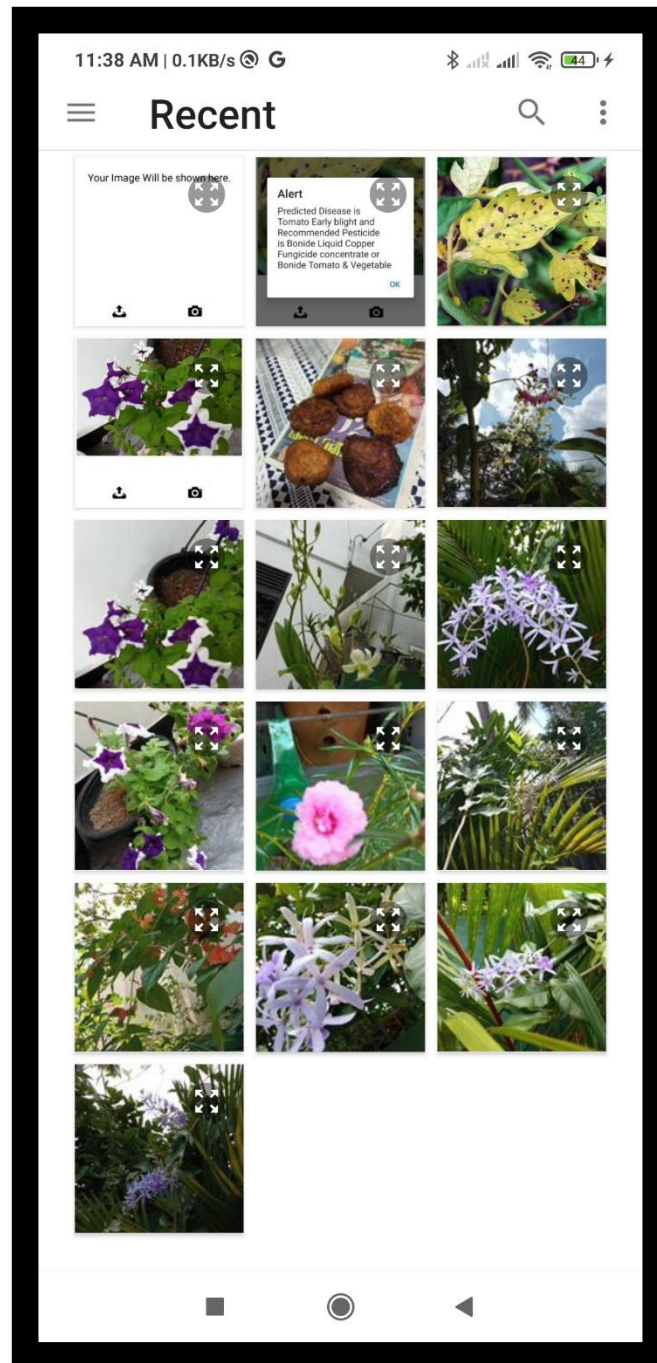 11:38 AM | 0.1KB/s G
44
Recent
Your Image Will be shown here.
Alert
Predicted Disease is
Tomato Early blight and
Recommended Pesticide
is Bonide Liquid Copper
Fungicide concentrate or
Bonide Tomato & Vegetable
OK